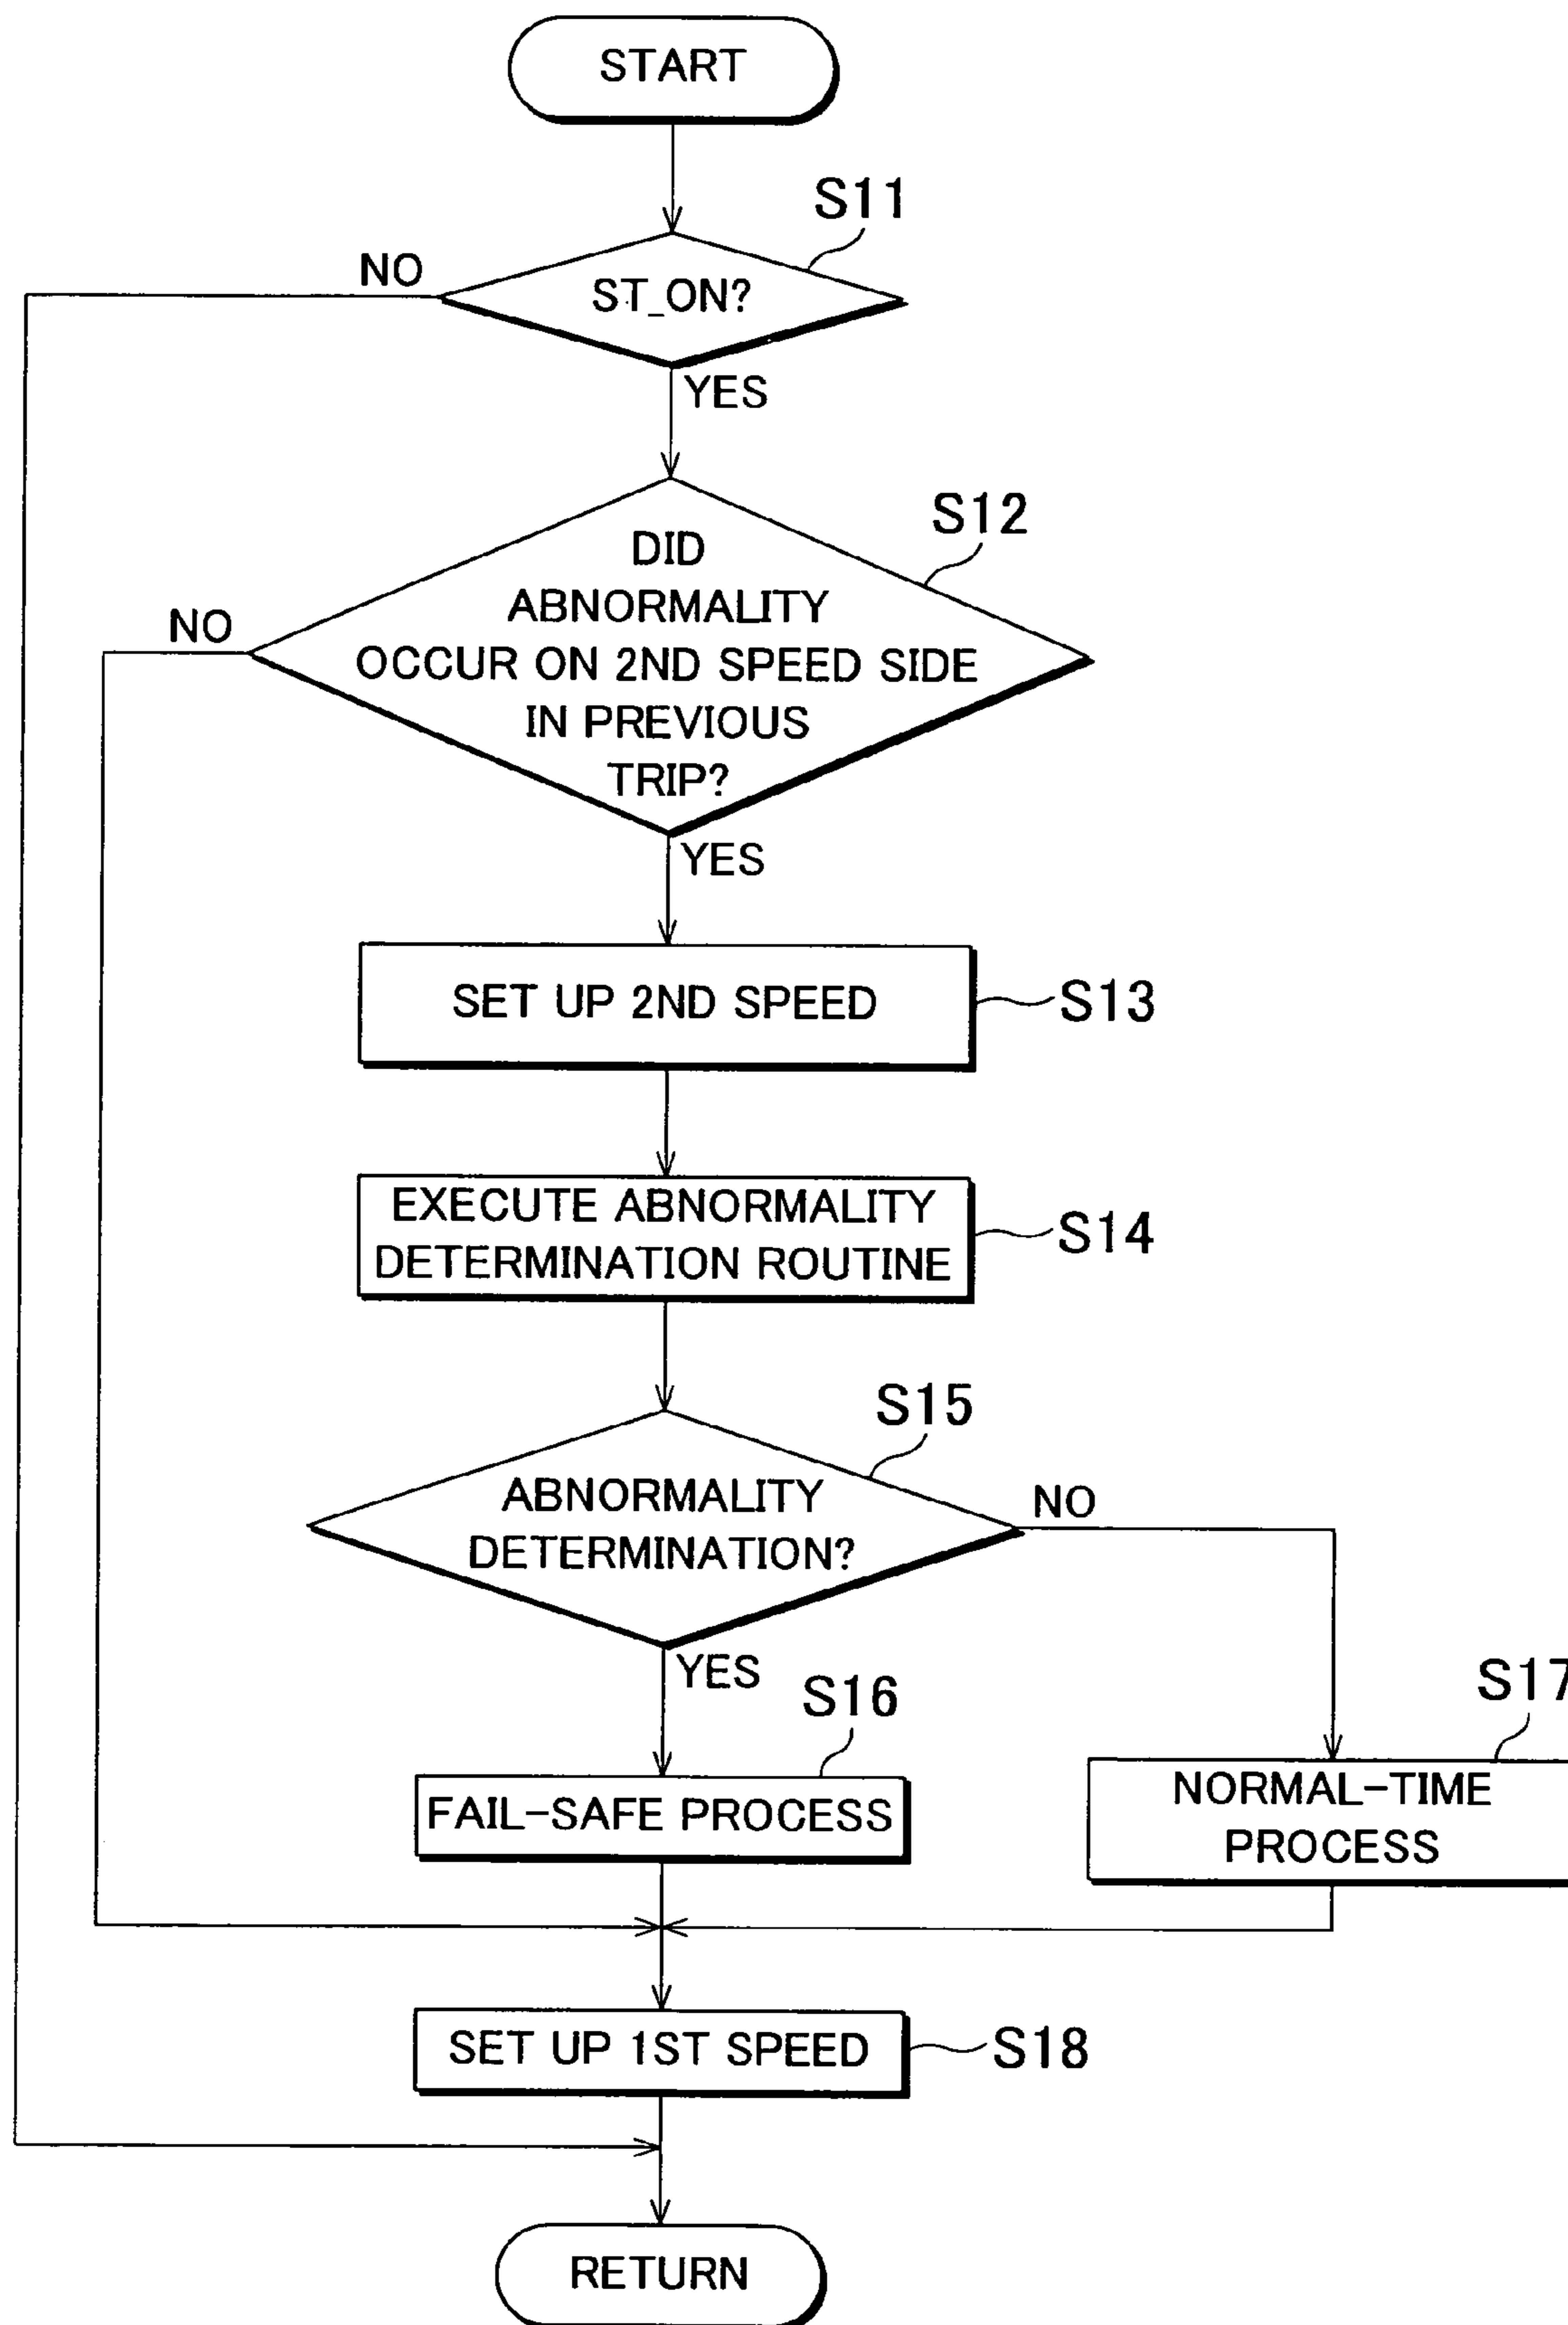 START
S11
NO
ST_ON?
YES
S12
DID
ABNORMALITY
NO
OCCUR ON 2ND SPEED SIDE
IN PREVIOUS
TRIP?
YES
SET UP 2ND SPEED
S13
EXECUTE ABNORMALITY
DETERMINATION ROUTINE
S14
S15
ABNORMALITY
DETERMINATION?
NO
YES
S16
S17
FAIL-SAFE PROCESS
NORMAL-TIME
PROCESS
SET UP 1ST SPEED
S18
RETURN